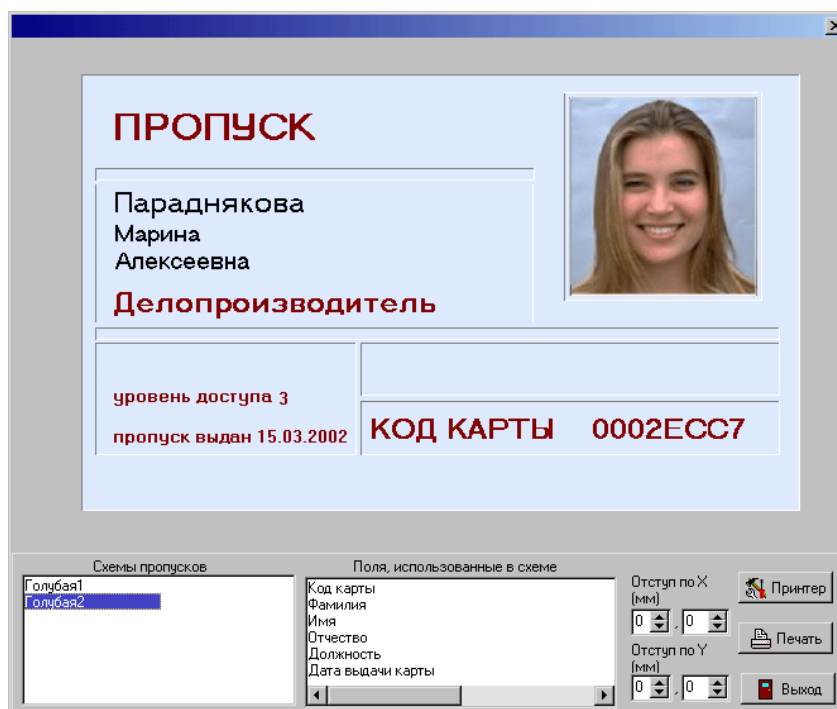 ПРОПУСК
Параднякова
Марина
Алексеевна
Делопроизводитель
уровень доступа 3
пропуск выдан 15.03.2002
КОД КАРТЫ 0002ECC7
Схемы пропусков
Голубая1
Голубая2
Поля, использованные в схеме
Код карты
Фамилия
Имя
Отчество
Должность
Дата выдачи карты
Отступ по X
(мм)
0 , 0
Отступ по Y
(мм)
0 , 0
Принтер
Печать
Выход